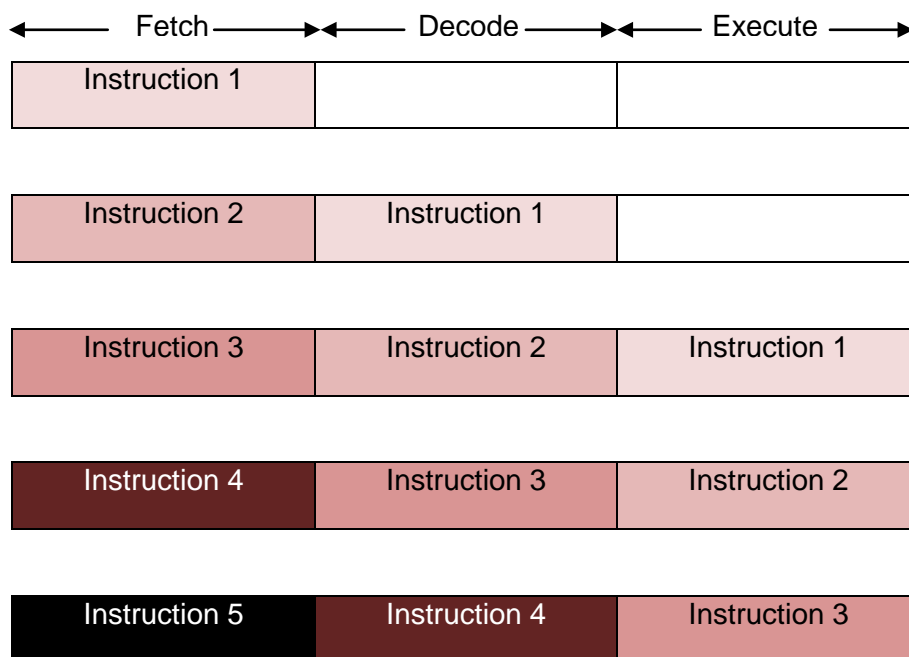 Fetch Decode Execute
Instruction 1
Instruction 2 Instruction 1
Instruction 3 Instruction 2 Instruction 1
Instruction 4 Instruction 3 Instruction 2
Instruction 5 Instruction 4 Instruction 3